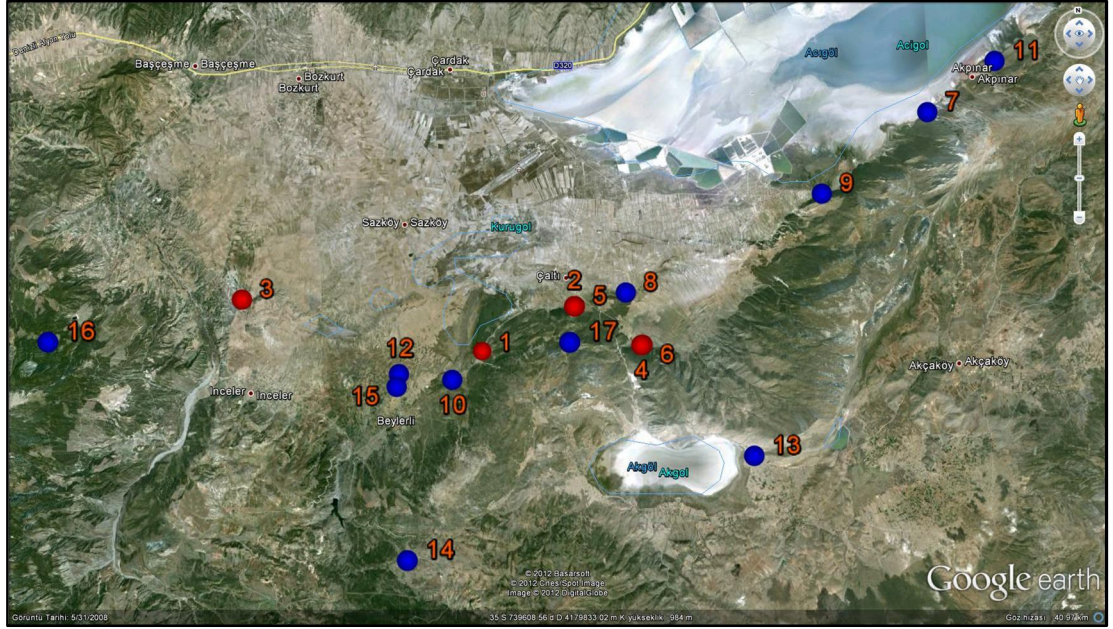 Denizli Afyon Yolu
Başçeşme Başçeşme
Bozkurt
Bozkurt
Çardak
Çardak
D320
Acıgöl
Acigol
11
Akpınar
Akpınar
7
9
Sazköy Sazköy
Kurugol
Çaltı
3
2
5
8
16
12
1
17
6
4
Akçaköy Akçaköy
İnceler İnceler
15
10
Beylerli
13
Akgöl Akgol
14
© 2012 Basarsoft
© 2012 Cnes/Spot Image
Image © 2012 DigitalGlobe
Google earth
Görüntü Tarihi: 5/31/2008
35 S 739608.56 d D 4179833.02 m K yükseklik 984 m
Göz hizası 40.97 km
N